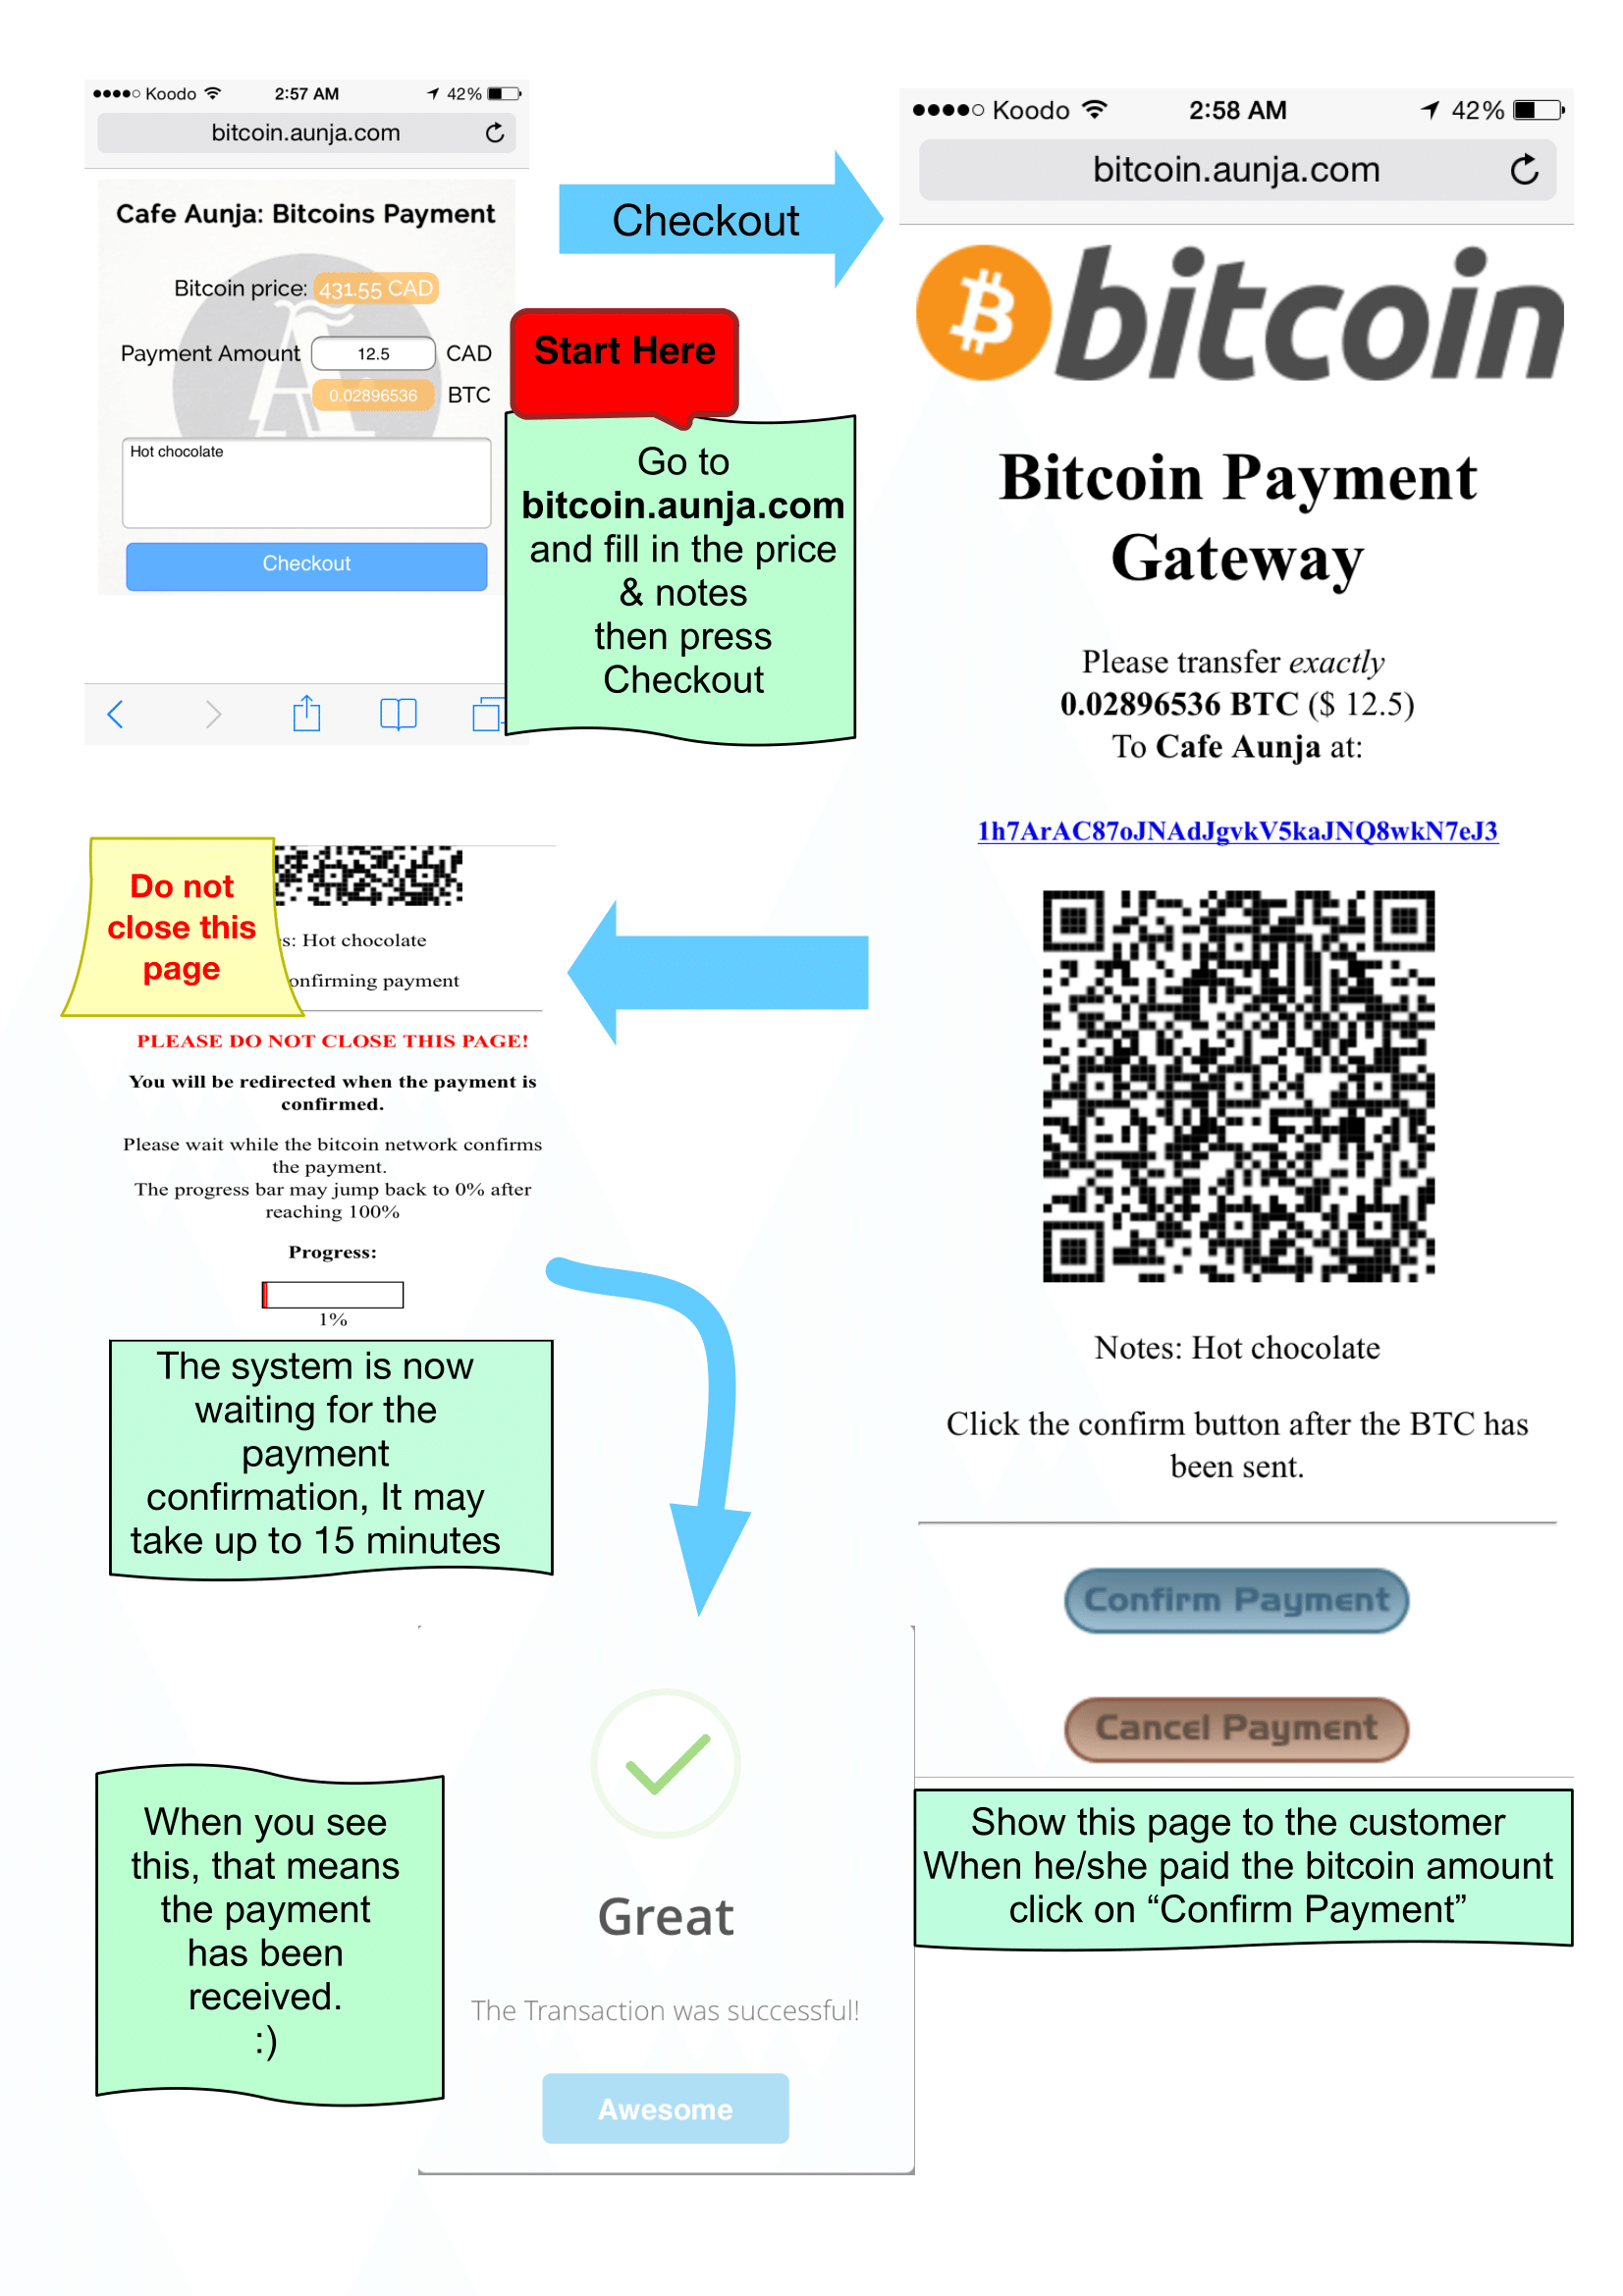 Koodo 2:57 AM 42%
bitcoin.aunja.com
Cafe Aunja: Bitcoins Payment
Bitcoin price: 431.55 CAD
Payment Amount 12.5 CAD
0.02896536 BTC
Hot chocolate
Checkout
Checkout
Start Here
Go to
bitcoin.aunja.com
and fill in the price
& notes
then press
Checkout
Koodo 2:58 AM 42%
bitcoin.aunja.com
bitcoin
Bitcoin Payment
Gateway
Please transfer exactly
0.02896536 BTC ($ 12.5)
To Cafe Aunja at:
1h7ArAC87oJNAdJgvkV5kaJNQ8wkN7eJ3
Notes: Hot chocolate
Click the confirm button after the BTC has
been sent.
Confirm Payment
Cancel Payment
Show this page to the customer
When he/she paid the bitcoin amount
click on “Confirm Payment”
Do not
close this
page
s: Hot chocolate
onfirming payment
PLEASE DO NOT CLOSE THIS PAGE!
You will be redirected when the payment is
confirmed.
Please wait while the bitcoin network confirms
the payment.
The progress bar may jump back to 0% after
reaching 100%
Progress:
1%
The system is now
waiting for the
payment
confirmation, It may
take up to 15 minutes
When you see
this, that means
the payment
has been
received.
:)
Great
The Transaction was successful!
Awesome